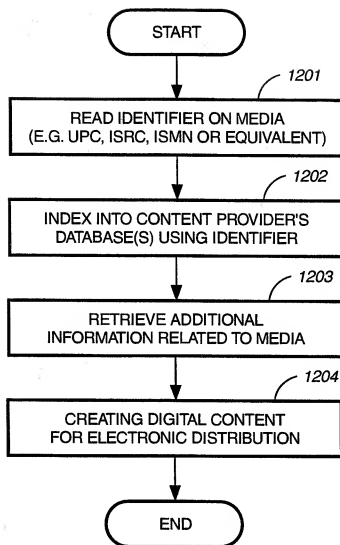 START
1201
READ IDENTIFIER ON MEDIA
(E.G. UPC, ISRC, ISMN OR EQUIVALENT)
1202
INDEX INTO CONTENT PROVIDER'S
DATABASE(S) USING IDENTIFIER
1203
RETRIEVE ADDITIONAL
INFORMATION RELATED TO MEDIA
1204
CREATING DIGITAL CONTENT
FOR ELECTRONIC DISTRIBUTION
END